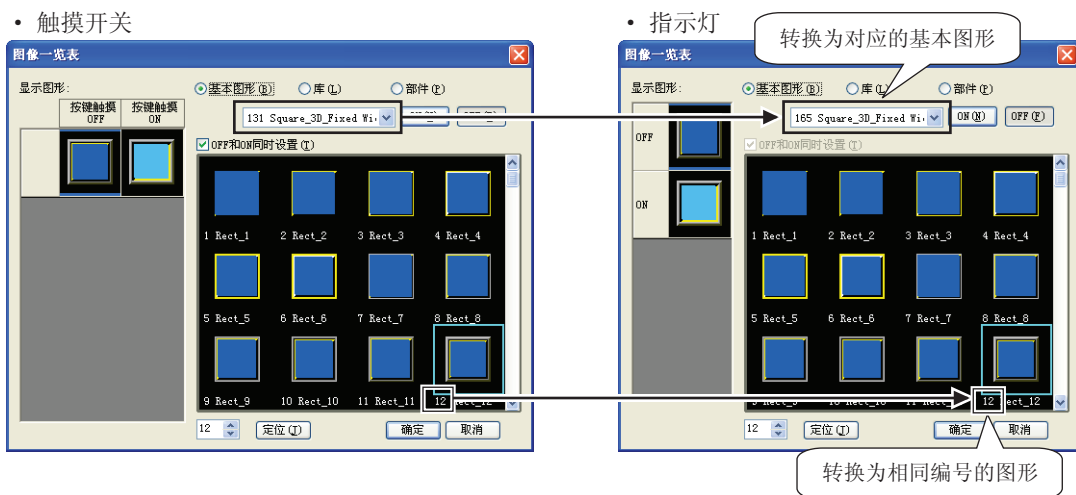 • 触摸开关
图像一览表
显示图形:
按键触摸 OFF
按键触摸 ON
基本图形(B)
库(L)
部件(P)
131 Square_3D_Fixed Wi
OFF和ON同时设置(T)
1 Rect_1
2 Rect_2
3 Rect_3
4 Rect_4
5 Rect_5
6 Rect_6
7 Rect_7
8 Rect_8
9 Rect_9
10 Rect_10
11 Rect_11
12 Rect_12
12
定位(J)
确定
取消
• 指示灯
转换为对应的基本图形
图像一览表
显示图形:
OFF
ON
基本图形(B)
库(L)
部件(P)
165 Square_3D_Fixed Wi
ON(N)
OFF(F)
OFF和ON同时设置(T)
1 Rect_1
2 Rect_2
3 Rect_3
4 Rect_4
5 Rect_5
6 Rect_6
7 Rect_7
8 Rect_8
12 Rect_12
12
定位(J)
确定
取消
转换为相同编号的图形